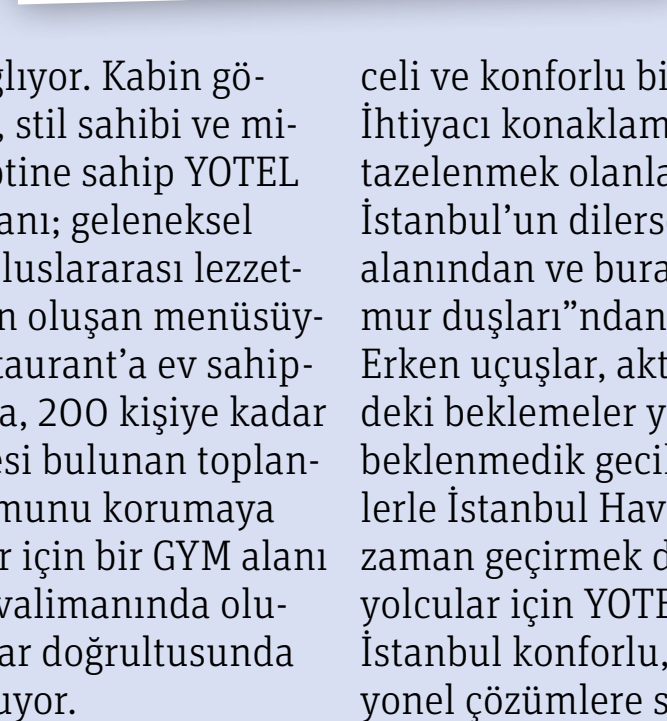 ğlıyor. Kabin gö-
, stil sahibi ve mi-
ptine sahip YOTEL
anı; geleneksel
luslararası lezzet-
n oluşan menüsüy-
taurant’a ev sahip-
a, 200 kişiye kadar
esi bulunan toplan-
munu korumaya
r için bir GYM alanı
valimanında olu-
ar doğrultusunda
uyor.
celi ve konforlu bi
İhtiyacı konaklam
tazelenmek olanla
İstanbul’un dilers
alanından ve bura
mur duşları”ndan
Erken uçuşlar, akt
deki beklemeler y
beklenmedik geci
lerle İstanbul Hav
zaman geçirmek d
yolcular için YOTE
İstanbul konforlu,
yonel çözümlere s